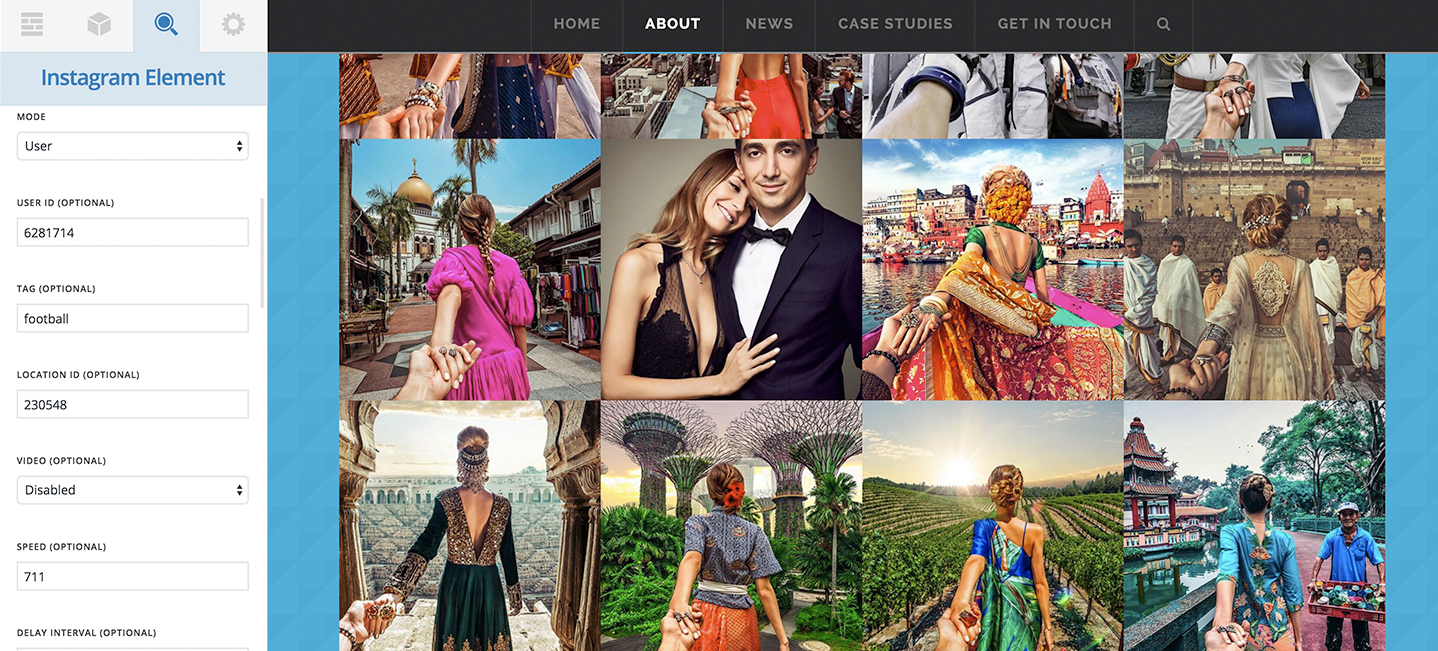 Instagram Element
MODE
User
USER ID (OPTIONAL)
6281714
TAG (OPTIONAL)
football
LOCATION ID (OPTIONAL)
230548
VIDEO (OPTIONAL)
Disabled
SPEED (OPTIONAL)
711
DELAY INTERVAL (OPTIONAL)
HOME
ABOUT
NEWS
CASE STUDIES
GET IN TOUCH